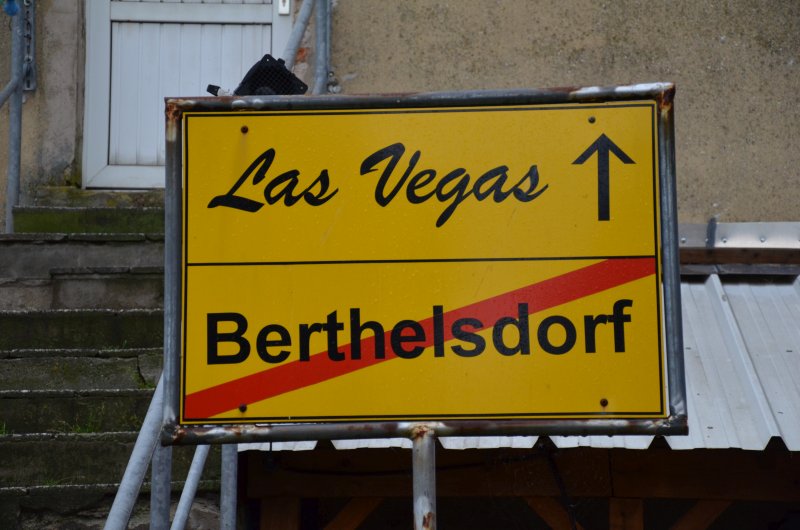 Las Vegas ↑
Berthelsdorf